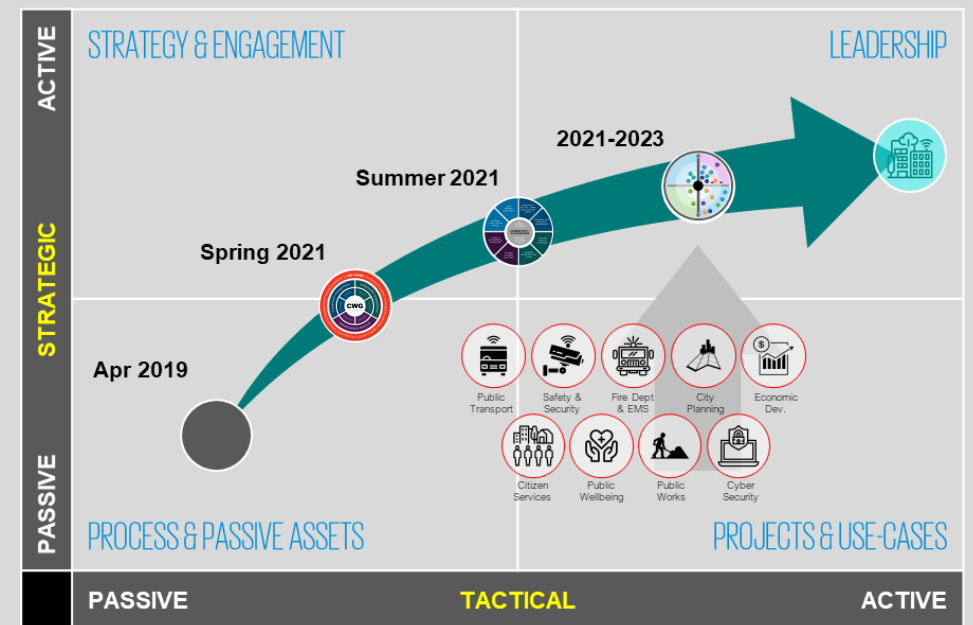 ACTIVE
STRATEGIC
PASSIVE
STRATEGY & ENGAGEMENT
LEADERSHIP
2021-2023
Summer 2021
Spring 2021
CWG
Apr 2019
Public
Transport
Safety &
Security
Fire Dept
& EMS
City
Planning
$
Economic
Dev.
Citizen
Services
Public
Wellbeing
Public
Works
Cyber
Security
PROCESS & PASSIVE ASSETS
PROJECTS & USE-CASES
PASSIVE
TACTICAL
ACTIVE